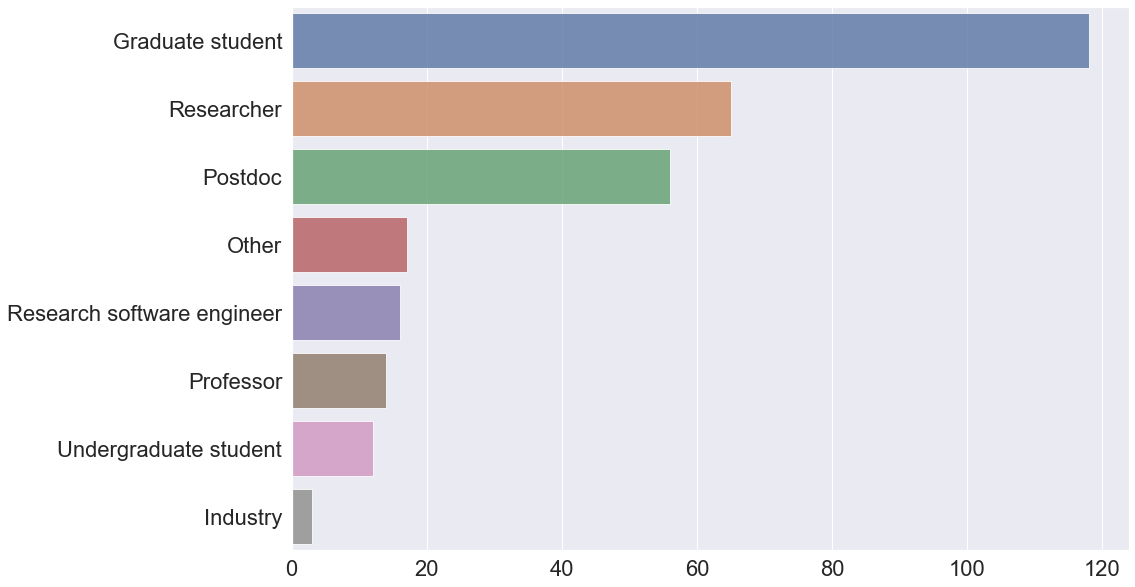 Graduate student
Researcher
Postdoc
Other
Research software engineer
Professor
Undergraduate student
Industry
0 20 40 60 80 100 120